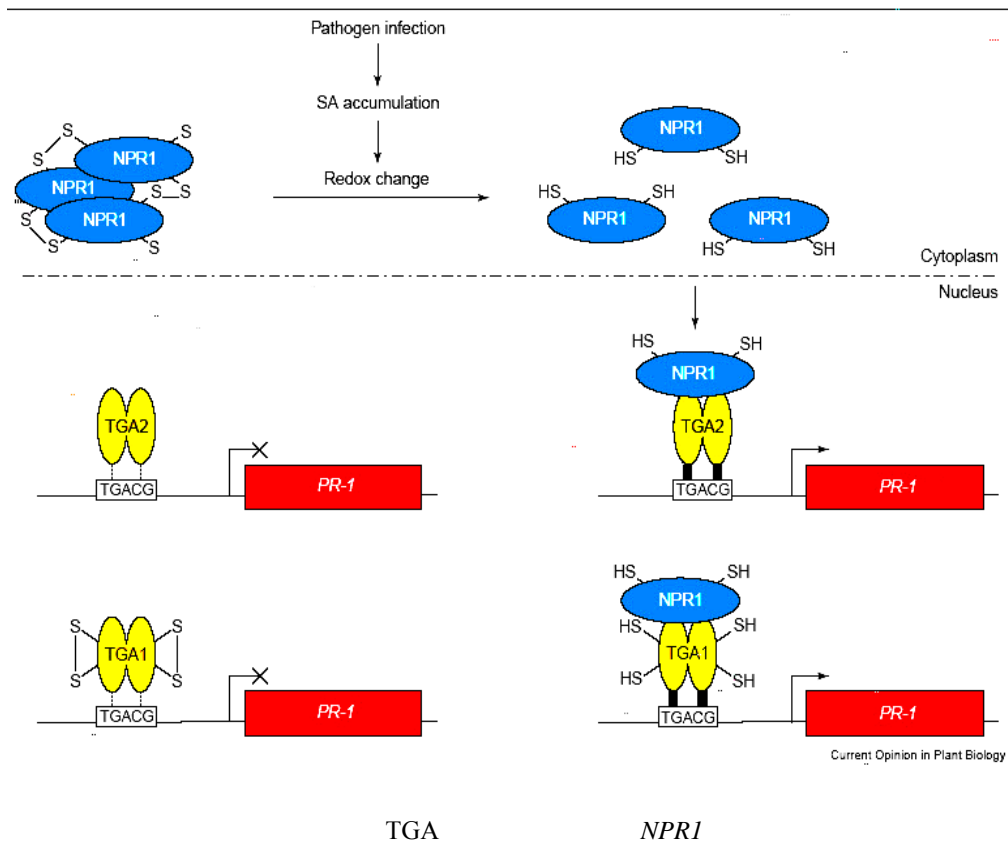 Pathogen infection
SA accumulation
Redox change
S
S
S
NPR1
NPR1
S
S
NPR1
S
S
S
NPR1
HS
SH
HS
SH
NPR1
NPR1
HS
SH
Cytoplasm
Nucleus
HS
SH
NPR1
TGA2
TGACG
PR-1
TGA2
TGACG
PR-1
S
S
TGA1
S
S
TGACG
PR-1
HS
SH
NPR1
HS
SH
TGA1
HS
SH
TGACG
PR-1
Current Opinion in Plant Biology
TGA NPR1